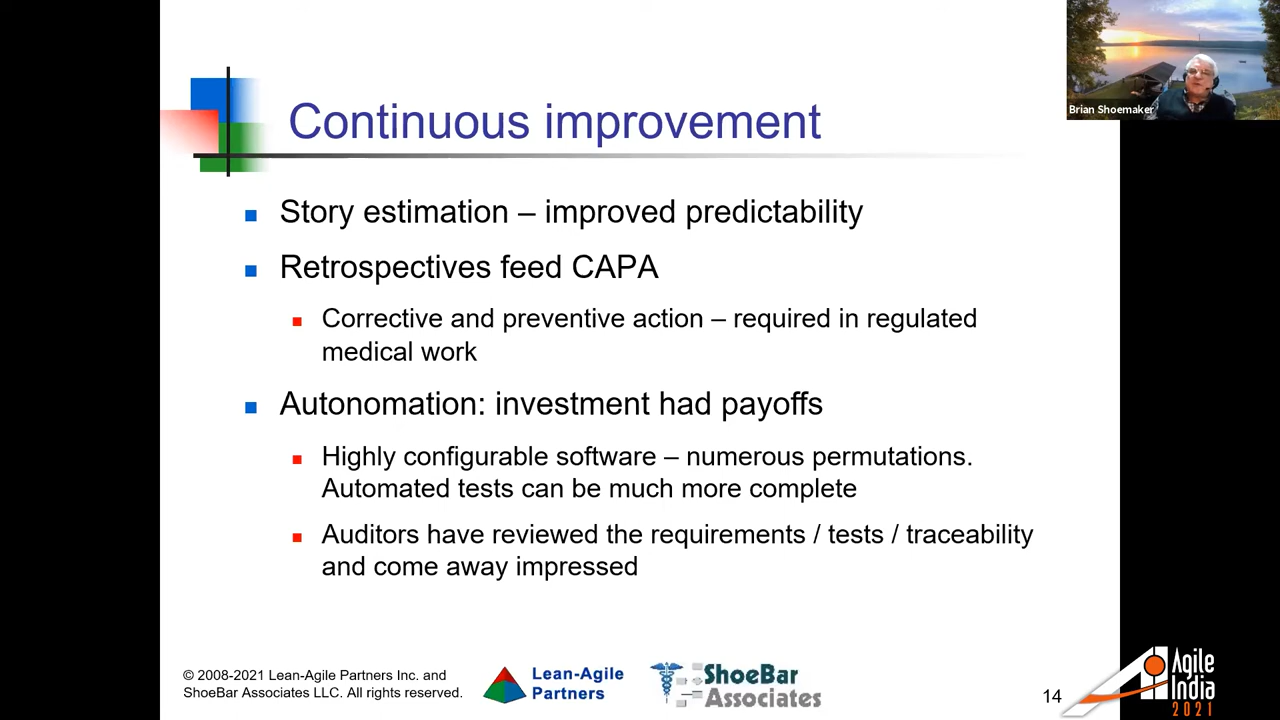 Brian Shoemaker
Continuous improvement
Story estimation – improved predictability
Retrospectives feed CAPA
Corrective and preventive action – required in regulated
medical work
Autonomation: investment had payoffs
Highly configurable software – numerous permutations.
Automated tests can be much more complete
Auditors have reviewed the requirements / tests / traceability
and come away impressed
© 2008-2021 Lean-Agile Partners Inc. and
ShoeBar Associates LLC. All rights reserved.
Lean-Agile
Partners
ShoeBar
Associates
14
Agile
India
2021